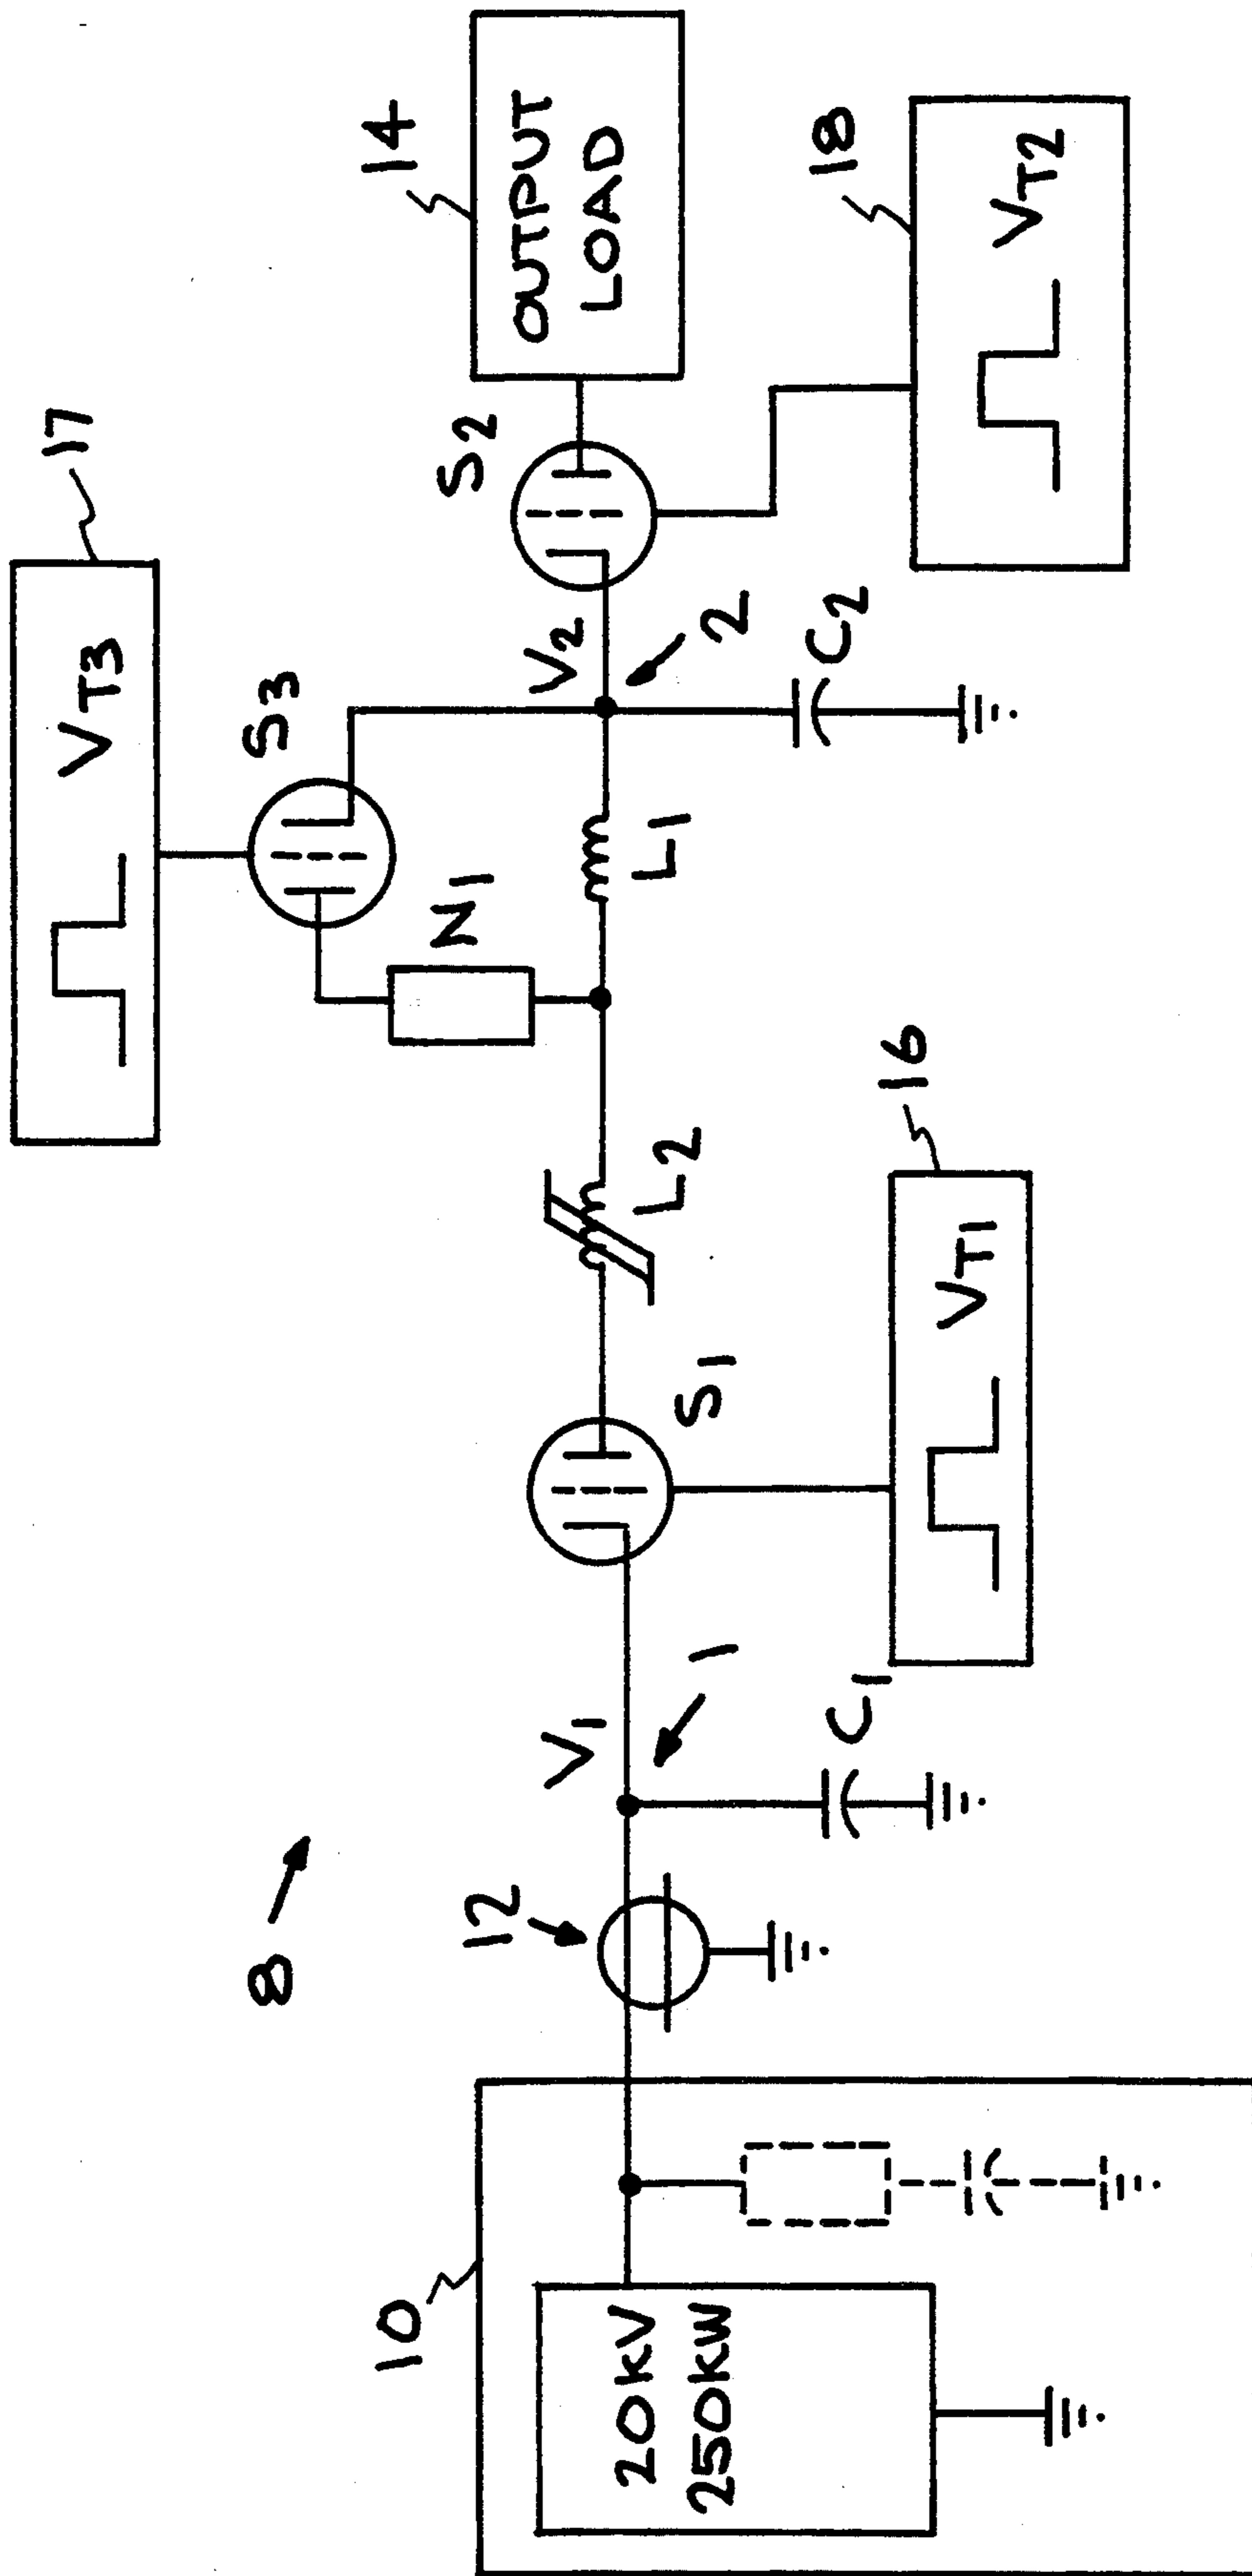 10
20KV
250KW
8
12
V1
1
C1
S1
16
VT1
L2
N1
L1
17
VT3
S3
V2
2
C2
S2
14
OUTPUT
LOAD
18
VT2